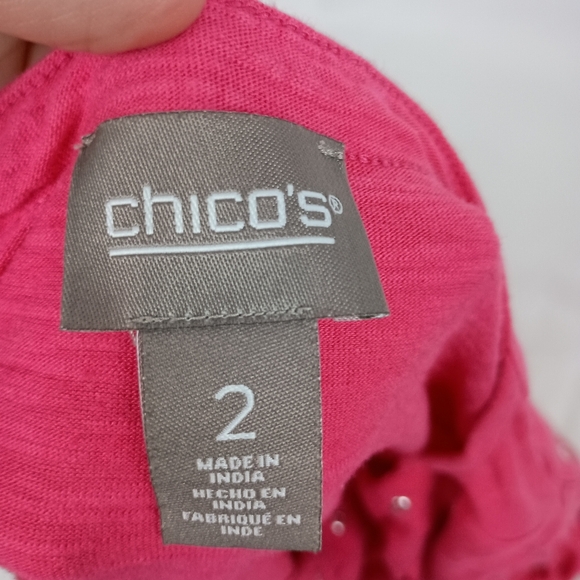 chico's®
2
MADE IN
INDIA
HECHO EN
INDIA
FABRIQUÉ EN
INDE